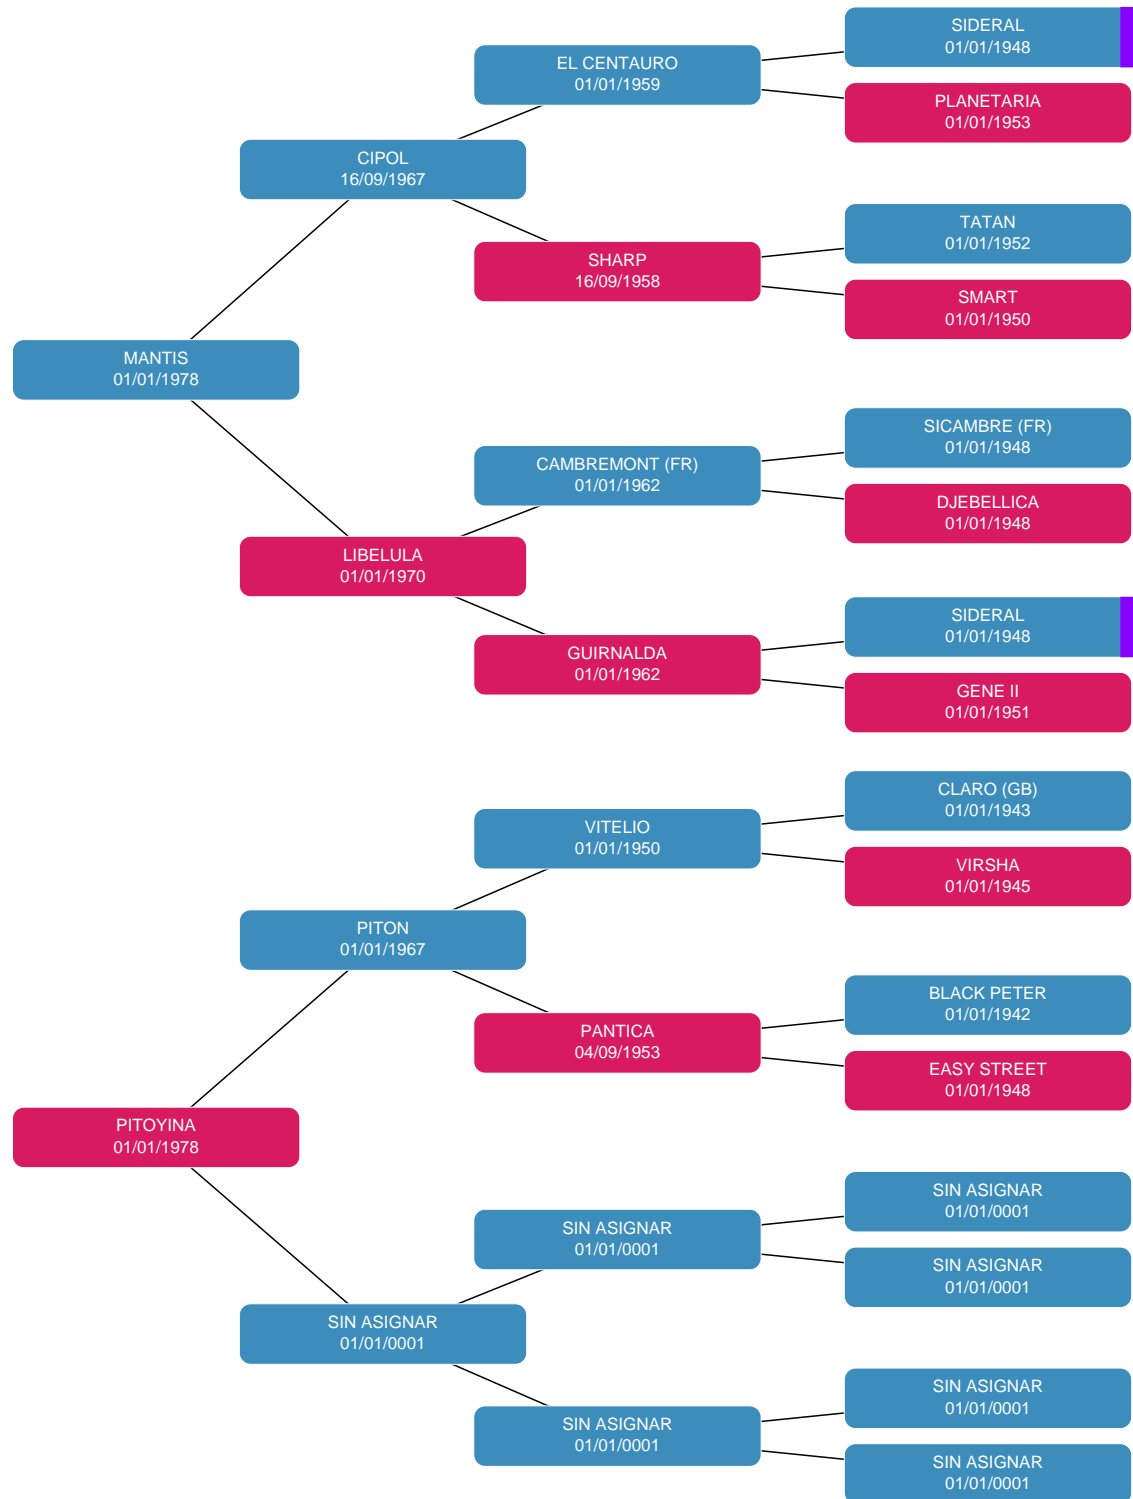 SIDERAL
01/01/1948
EL CENTAURO
01/01/1959
PLANETARIA
01/01/1953
CIPOL
16/09/1967
TATAN
01/01/1952
SHARP
16/09/1958
SMART
01/01/1950
MANTIS
01/01/1978
SICAMBRE (FR)
01/01/1948
CAMBREMONT (FR)
01/01/1962
DJEBELLICA
01/01/1948
LIBELULA
01/01/1970
SIDERAL
01/01/1948
GUIRNALDA
01/01/1962
GENE II
01/01/1951
CLARO (GB)
01/01/1943
VITELIO
01/01/1950
VIRSHA
01/01/1945
PITON
01/01/1967
BLACK PETER
01/01/1942
PANTICA
04/09/1953
EASY STREET
01/01/1948
PITOYINA
01/01/1978
SIN ASIGNAR
01/01/0001
SIN ASIGNAR
01/01/0001
SIN ASIGNAR
01/01/0001
SIN ASIGNAR
01/01/0001
SIN ASIGNAR
01/01/0001
SIN ASIGNAR
01/01/0001
SIN ASIGNAR
01/01/0001